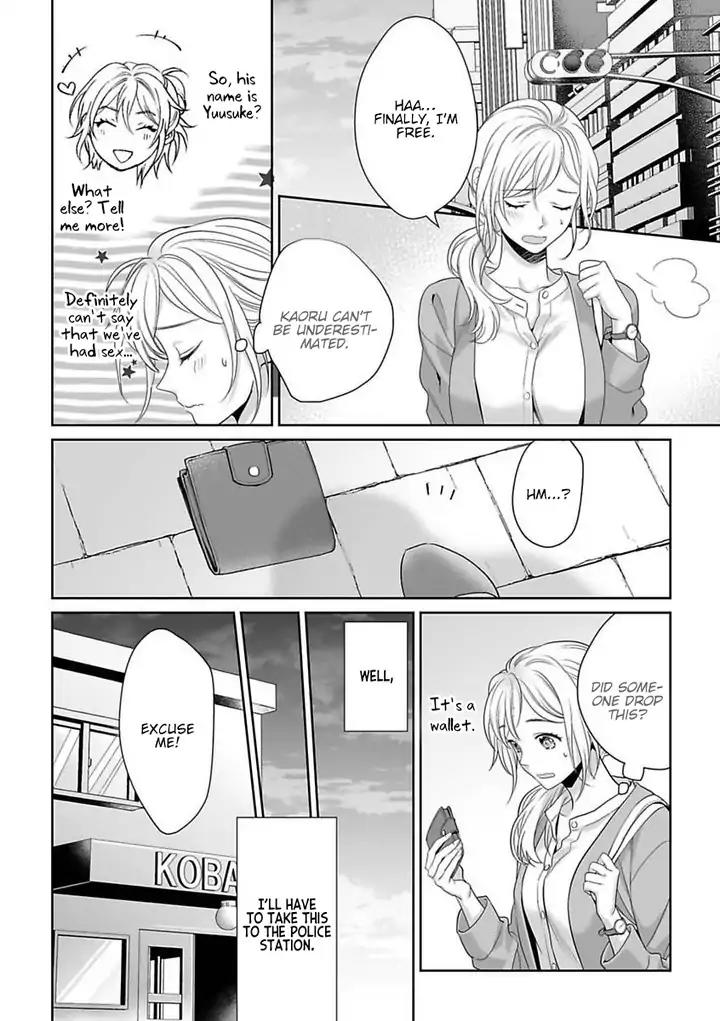 HAA...
FINALLY, I'M
FREE.
KAORU CAN'T
BE UNDERESTI-
MATED.
So, his
name is
Yuusuke?
What
else? Tell
me more!
Definitely
can't say
that we've
had sex...
HM...?
DID SOME-
ONE DROP
THIS?
It's a
wallet.
WELL,
I'LL HAVE
TO TAKE THIS
TO THE POLICE
STATION.
EXCUSE
ME!
KOBA